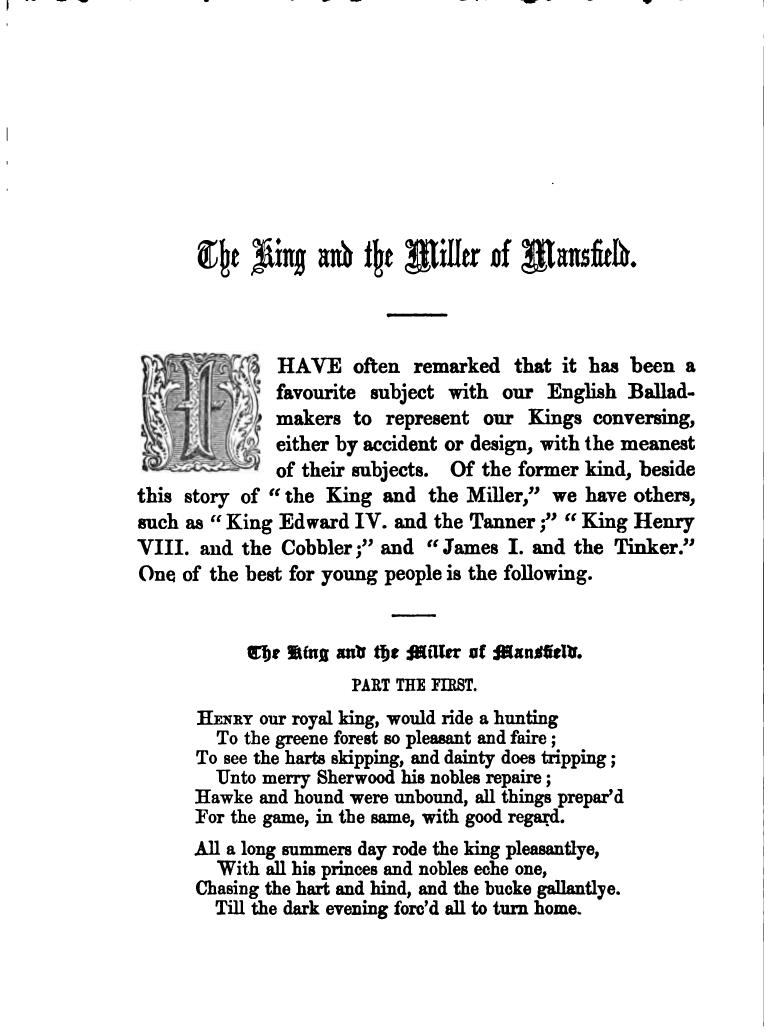 The King and the Miller of Mansfield.
I HAVE often remarked that it has been a
favourite subject with our English Ballad-
makers to represent our Kings conversing,
either by accident or design, with the meanest
of their subjects. Of the former kind, beside
this story of “the King and the Miller,” we have others,
such as “King Edward IV. and the Tanner;” “King Henry
VIII. and the Cobbler;” and “James I. and the Tinker.”
One of the best for young people is the following.
The King and the Miller of Mansfield.
PART THE FIRST.
HENRY our royal king, would ride a hunting
To the greene forest so pleasant and faire;
To see the harts skipping, and dainty does tripping;
Unto merry Sherwood his nobles repaire;
Hawke and hound were unbound, all things prepar’d
For the game, in the same, with good regard.
All a long summers day rode the king pleasantlye,
With all his princes and nobles eche one,
Chasing the hart and hind, and the bucke gallantlye.
Till the dark evening forc’d all to turn home.